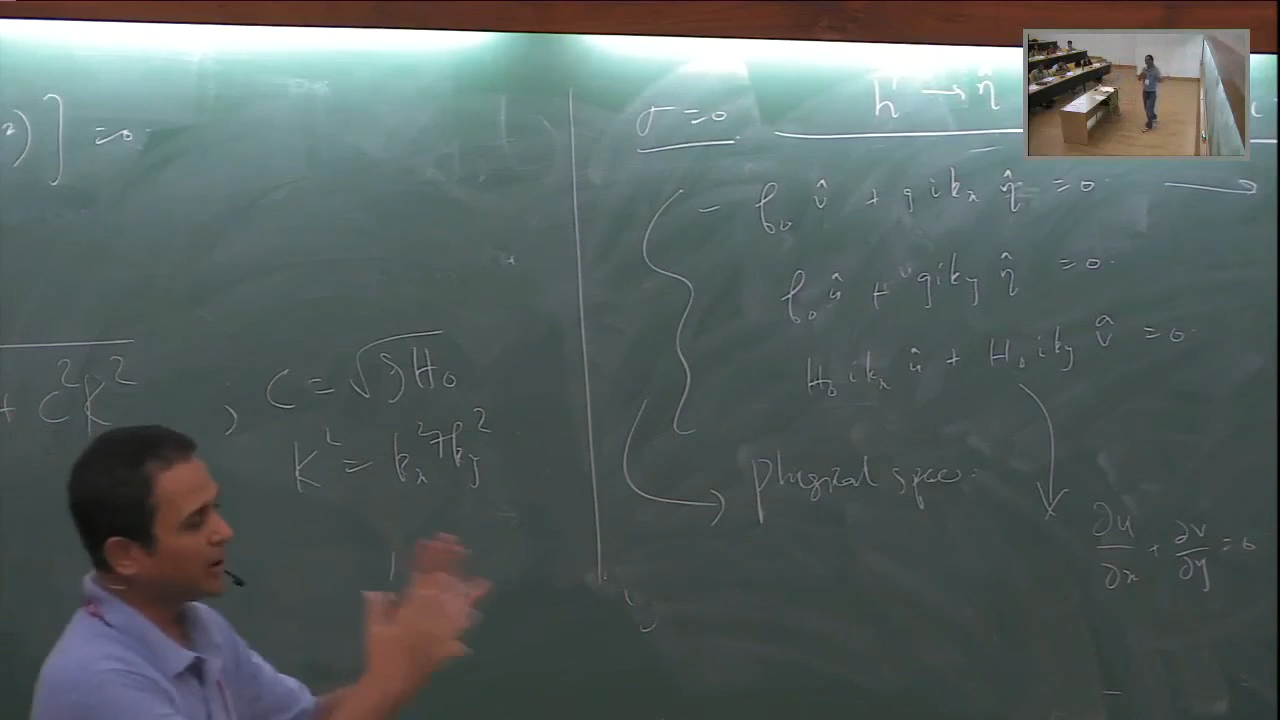 ²) ] = 0
+ C²K² ; C = √gH₀
K² = kₓ² + k_y²
σ = 0
h' → η̂
- f₀ v̂ + g i kₓ η̂ = 0
f₀ û + g i k_y η̂ = 0
H₀ i kₓ û + H₀ i k_y v̂ = 0
physical space
∂u/∂x + ∂v/∂y = 0